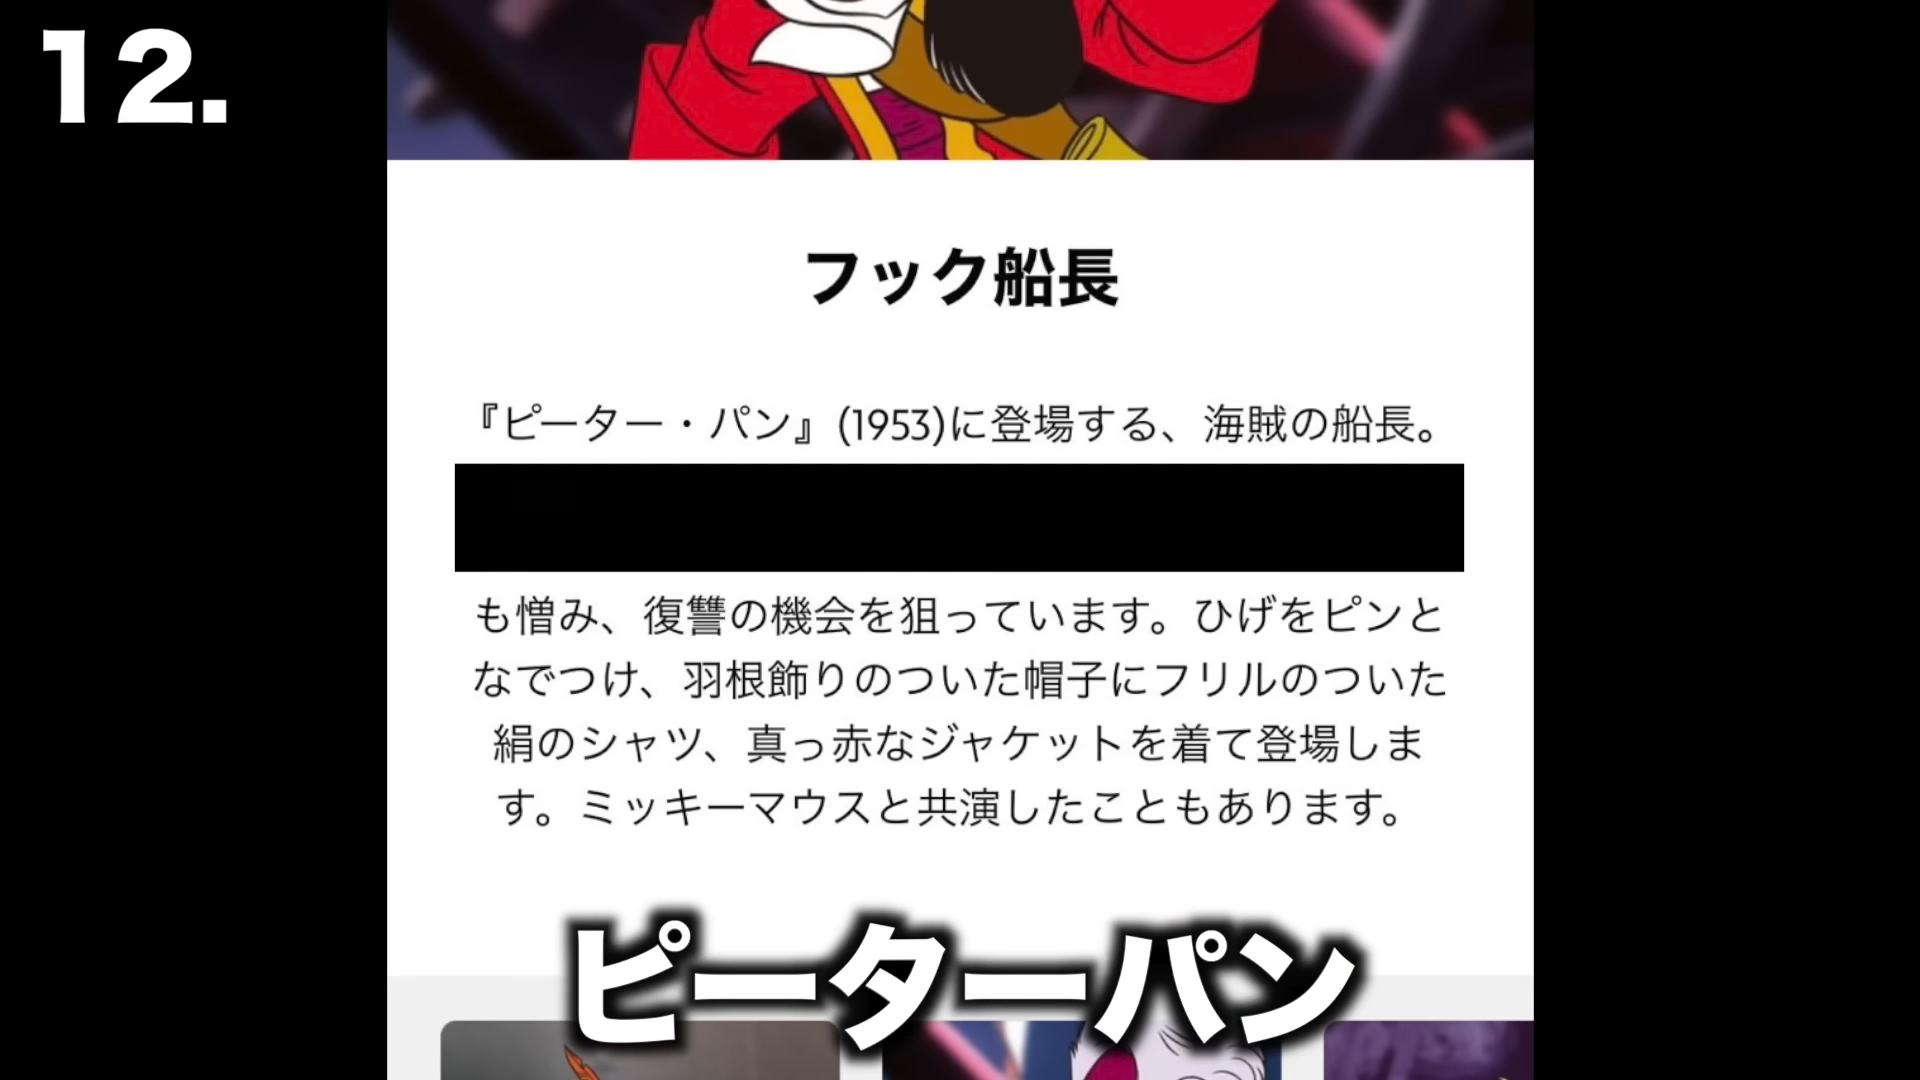 12.
フック船長
『ピーター・パン』(1953)に登場する、海賊の船長。
も憎み、復讐の機会を狙っています。ひげをピンと
なでつけ、羽根飾りのついた帽子にフリルのついた
絹のシャツ、真っ赤なジャケットを着て登場しま
す。ミッキーマウスと共演したこともあります。
ピーターパン